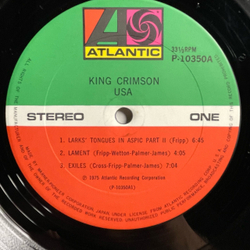 ATLANTIC
33⅓RPM
P-10350A
KING CRIMSON
USA
STEREO
ONE
1. LARKS' TONGUES IN ASPIC PART II (Fripp) 6:45
2. LAMENT (Fripp-Wetton-Palmer-James) 4:05
3. EXILES (Cross-Fripp-Palmer-James) 7:04
℗ 1975 Atlantic Recording Corporation
(P 10350A1)